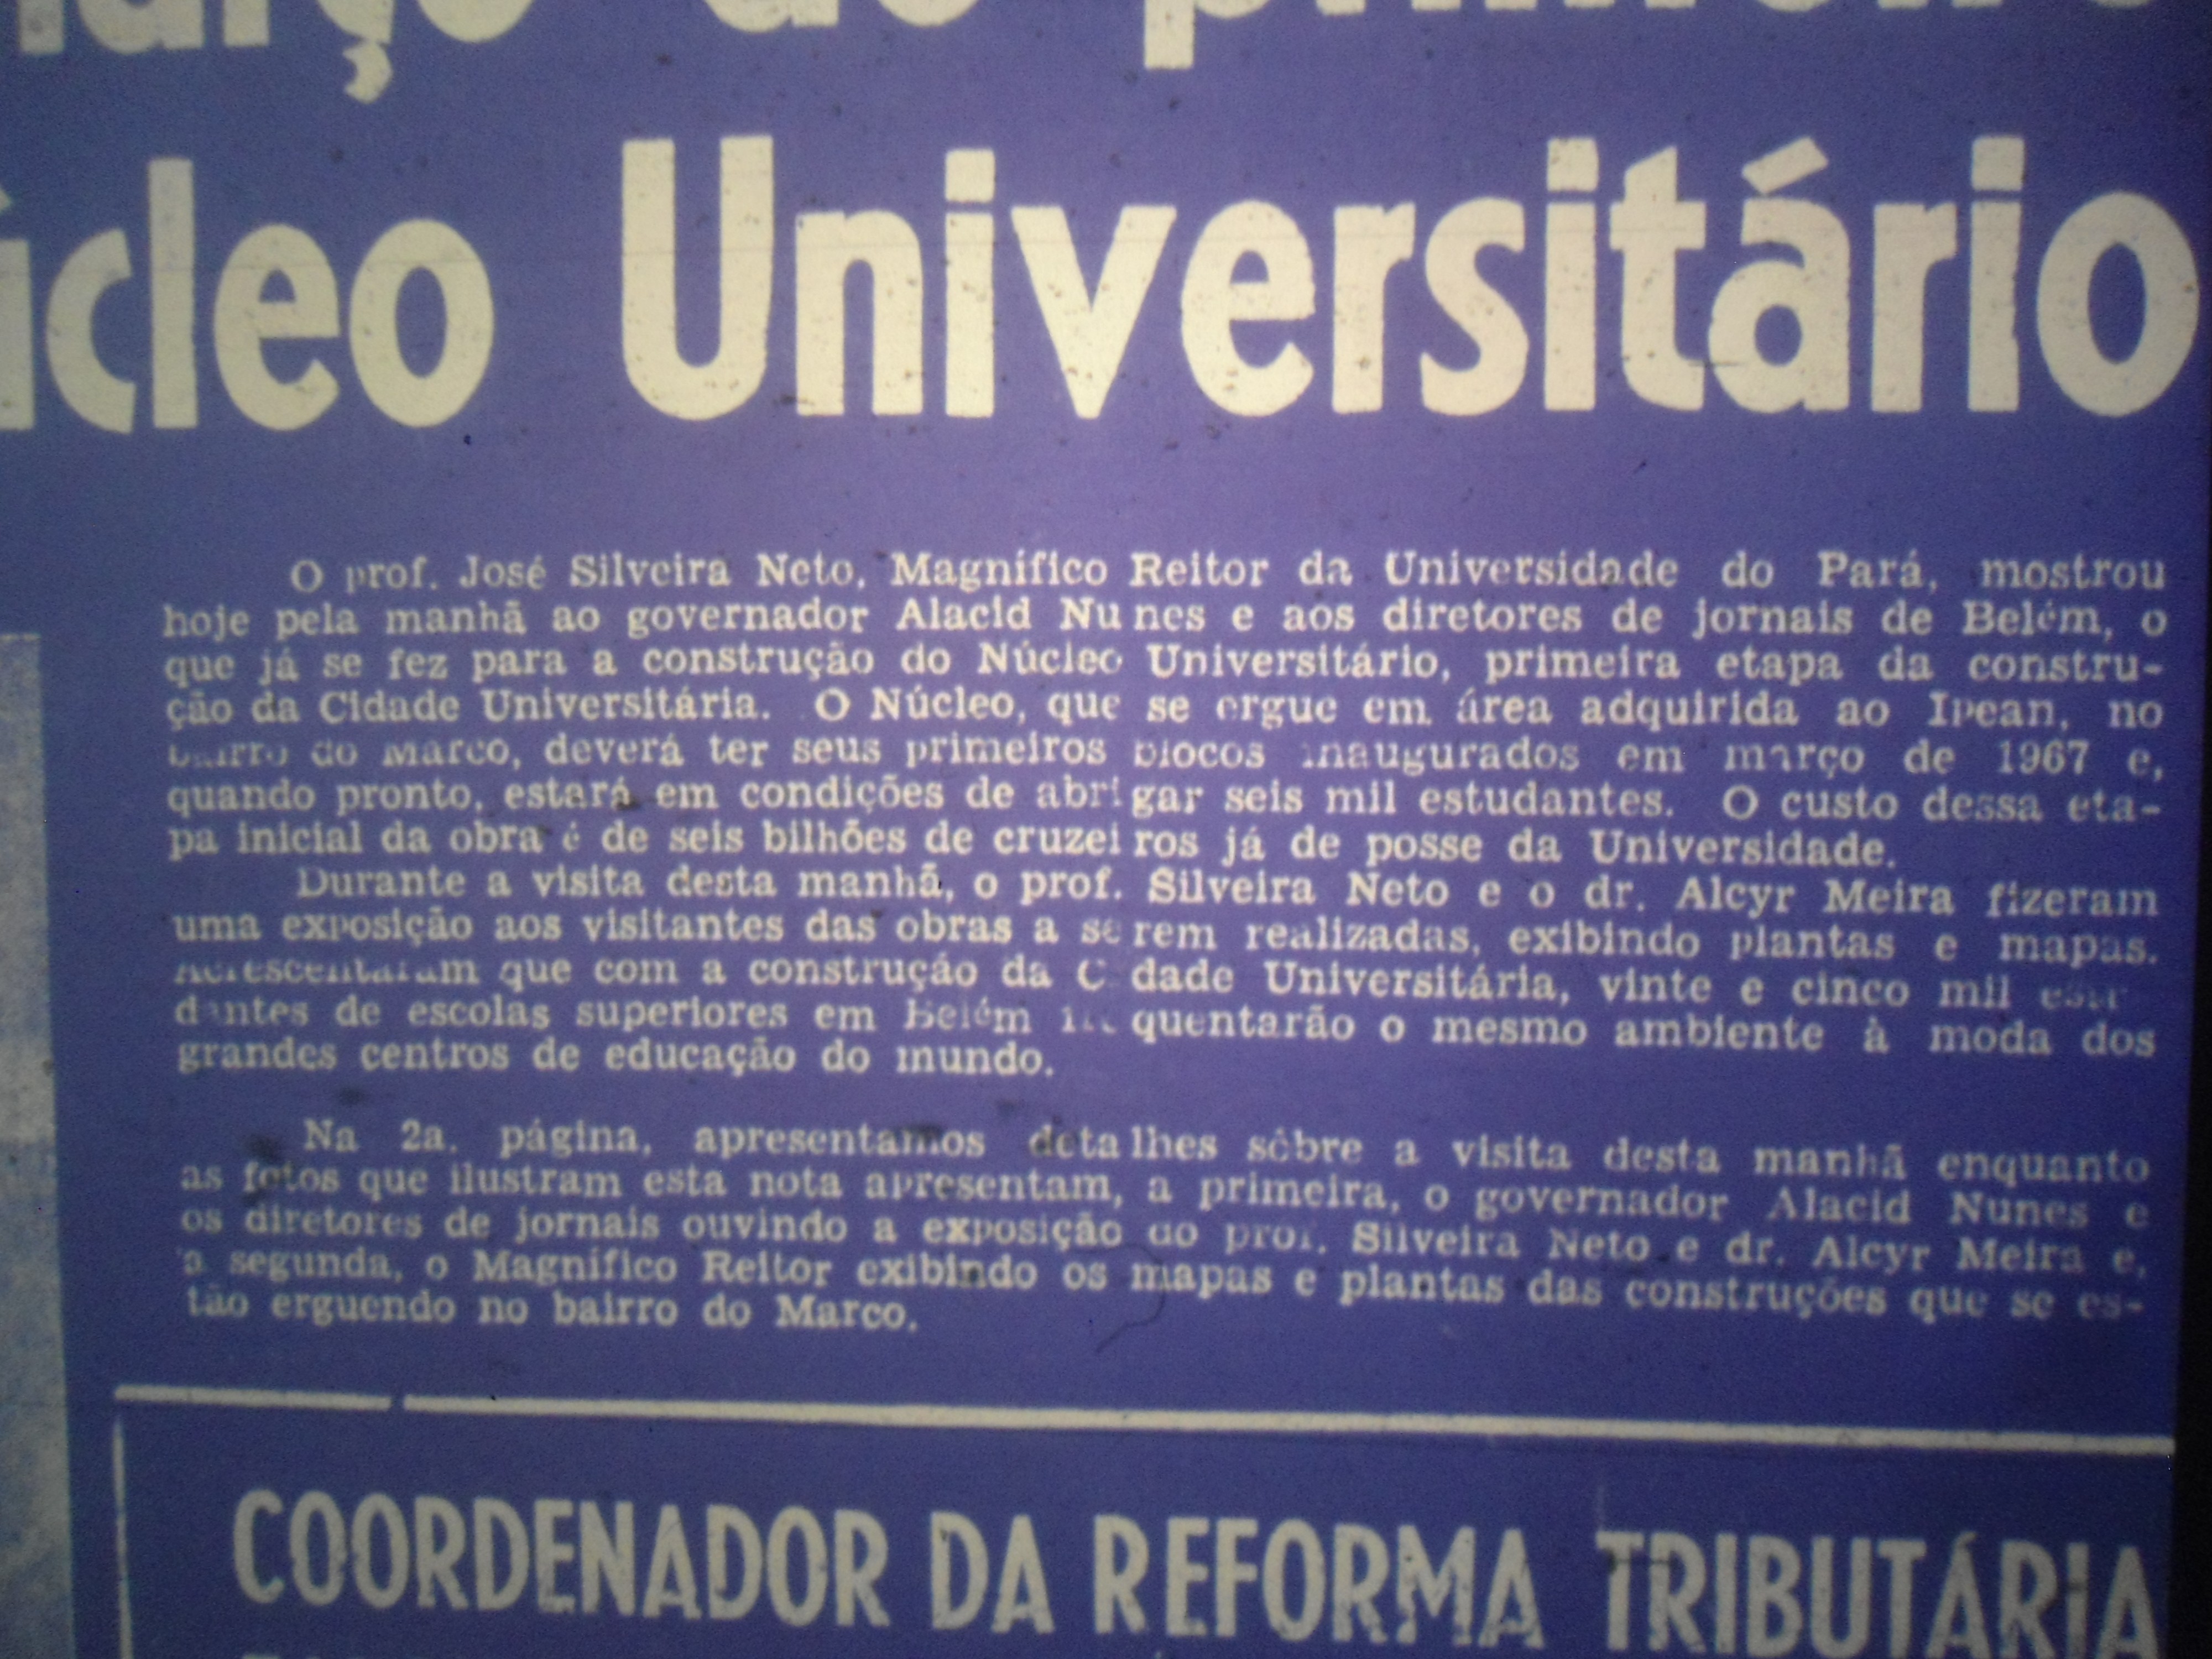 março do primeiro
úcleo Universitário
O prof. José Silveira Neto, Magnífico Reitor da Universidade do Pará, mostrou
hoje pela manhã ao governador Alacid Nunes e aos diretores de jornais de Belém, o
que já se fez para a construção do Núcleo Universitário, primeira etapa da constru-
ção da Cidade Universitária. O Núcleo, que se ergue em área adquirida ao Ipean, no
bairro do Marco, deverá ter seus primeiros blocos inaugurados em março de 1967 e,
quando pronto, estará em condições de abrigar seis mil estudantes. O custo dessa eta-
pa inicial da obra é de seis bilhões de cruzeiros já de posse da Universidade.
Durante a visita desta manhã, o prof. Silveira Neto e o dr. Alcyr Meira fizeram
uma exposição aos visitantes das obras a serem realizadas, exibindo plantas e mapas.
Acrescentaram que com a construção da C dade Universitária, vinte e cinco mil
dantes de escolas superiores em Belém quentarão o mesmo ambiente à moda dos
grandes centros de educação do mundo.
Na 2a. página, apresentamos detalhes sôbre a visita desta manhã enquanto
as fotos que ilustram esta nota apresentam, a primeira, o governador Alacid Nunes e
os diretores de jornais ouvindo a exposição do prof. Silveira Neto e dr. Alcyr Meira e,
a segunda, o Magnífico Reitor exibindo os mapas e plantas das construções que se es-
tão erguendo no bairro do Marco.
COORDENADOR DA REFORMA TRIBUTÁRIA